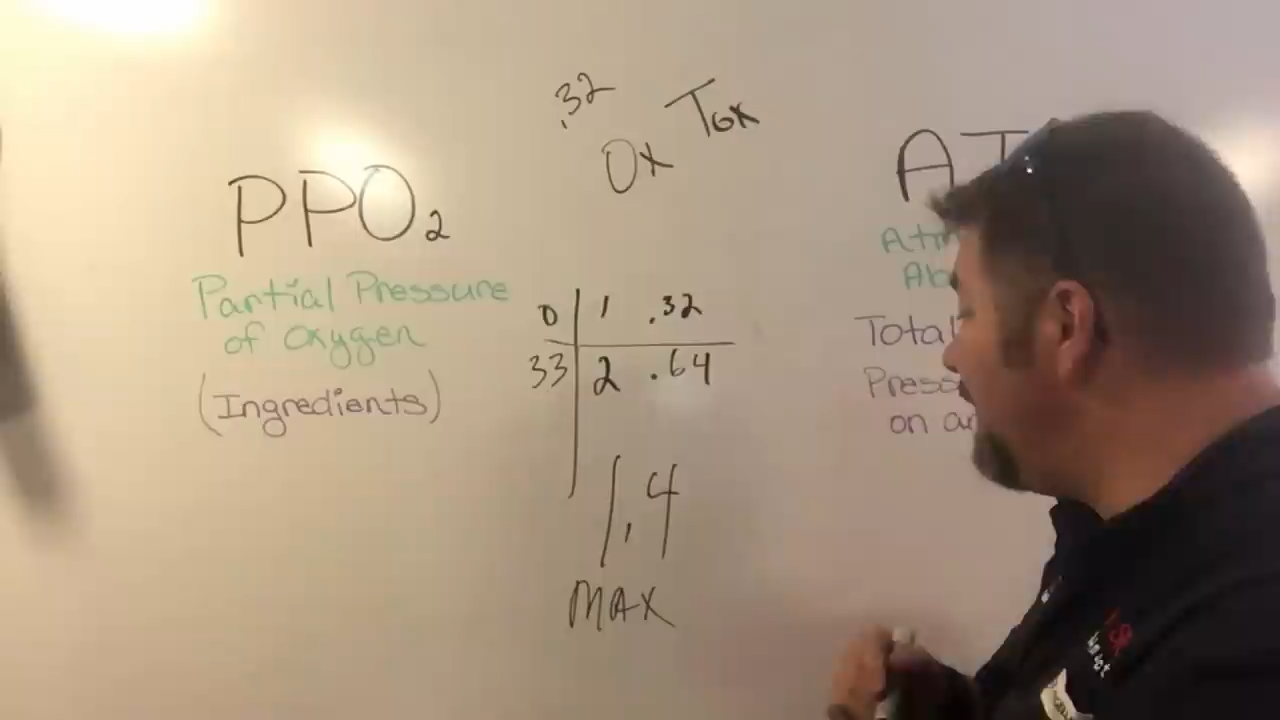 .32
Ox Tox
PPO2
Partial Pressure
of Oxygen
(Ingredients)
0 1 .32
33 2 .64
1.4
MAX
Total
on